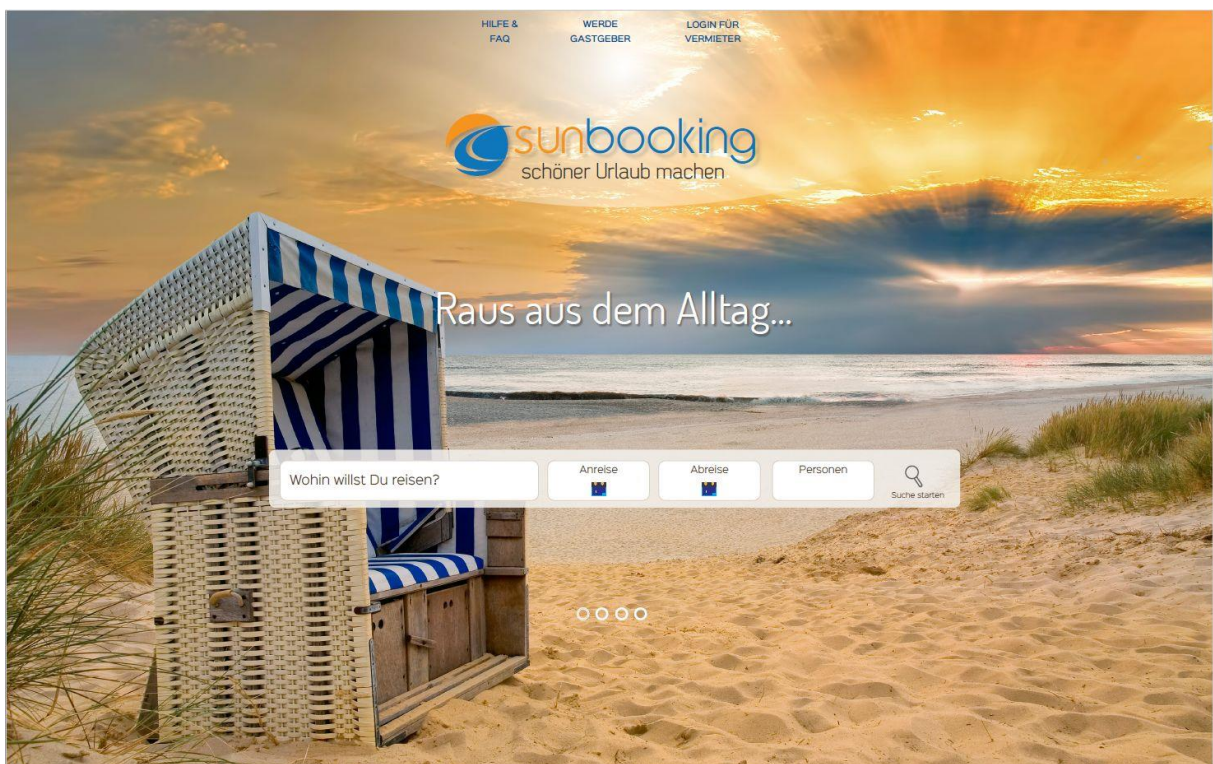 HILFE &
FAQ
WERDE
GASTGEBER
LOGIN FÜR
VERMIETER
sunbooking
schöner Urlaub machen
Raus aus dem Alltag...
Wohin willst Du reisen?
Anreise
Abreise
Personen
Suche starten